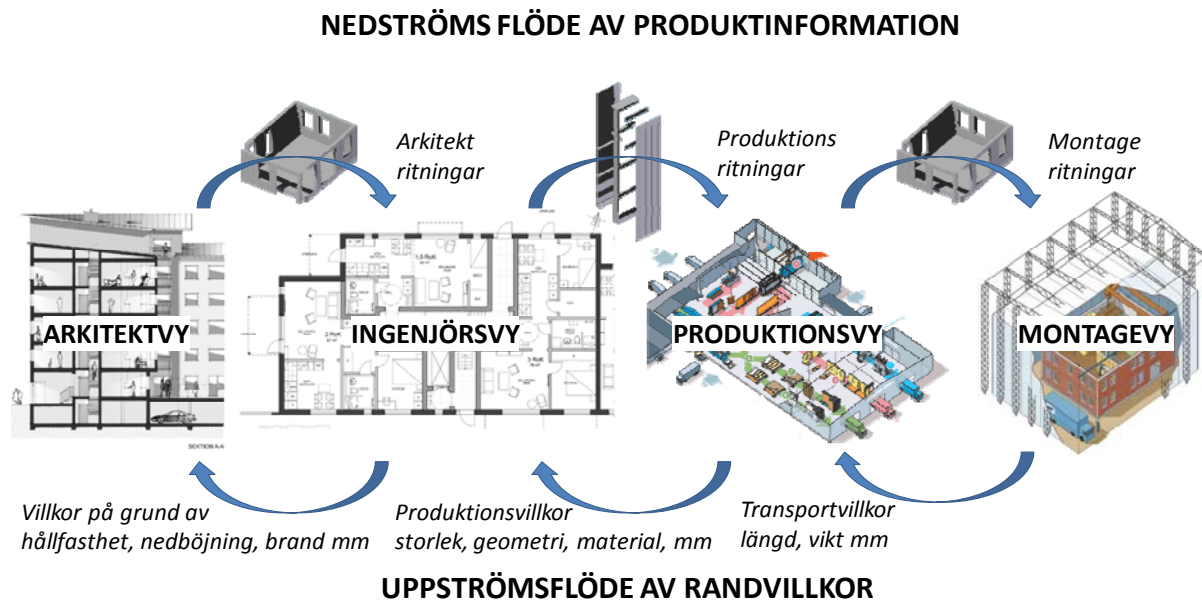 NEDSTRÖMS FLÖDE AV PRODUKTINFORMATION
Arkitekt
ritningar
Produktions
ritningar
Montage
ritningar
ARKITEKTVY
INGENJÖRSVY
PRODUKTIONSVY
MONTAGEVY
SEKTION A-A
Villkor på grund av
hållfasthet, nedböjning, brand mm
Produktionsvillkor
storlek, geometri, material, mm
Transportvillkor
längd, vikt mm
UPPSTRÖMSFLÖDE AV RANDVILLKOR